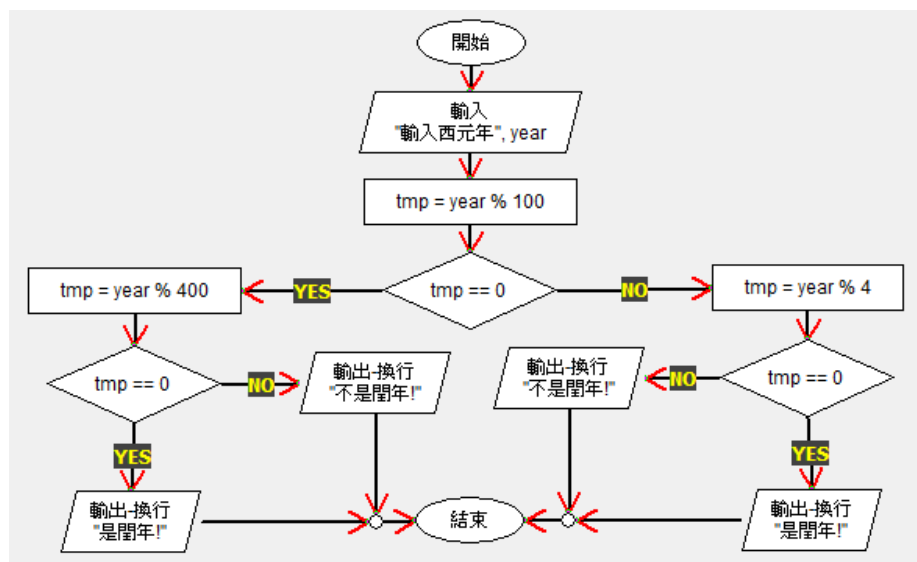 開始
輸入
"輸入西元年", year
tmp = year % 100
tmp == 0
YES
NO
tmp = year % 400
tmp = year % 4
tmp == 0
NO
輸出-換行
"不是閏年!"
輸出-換行
"不是閏年!"
NO
tmp == 0
YES
YES
輸出-換行
"是閏年!"
結束
輸出-換行
"是閏年!"